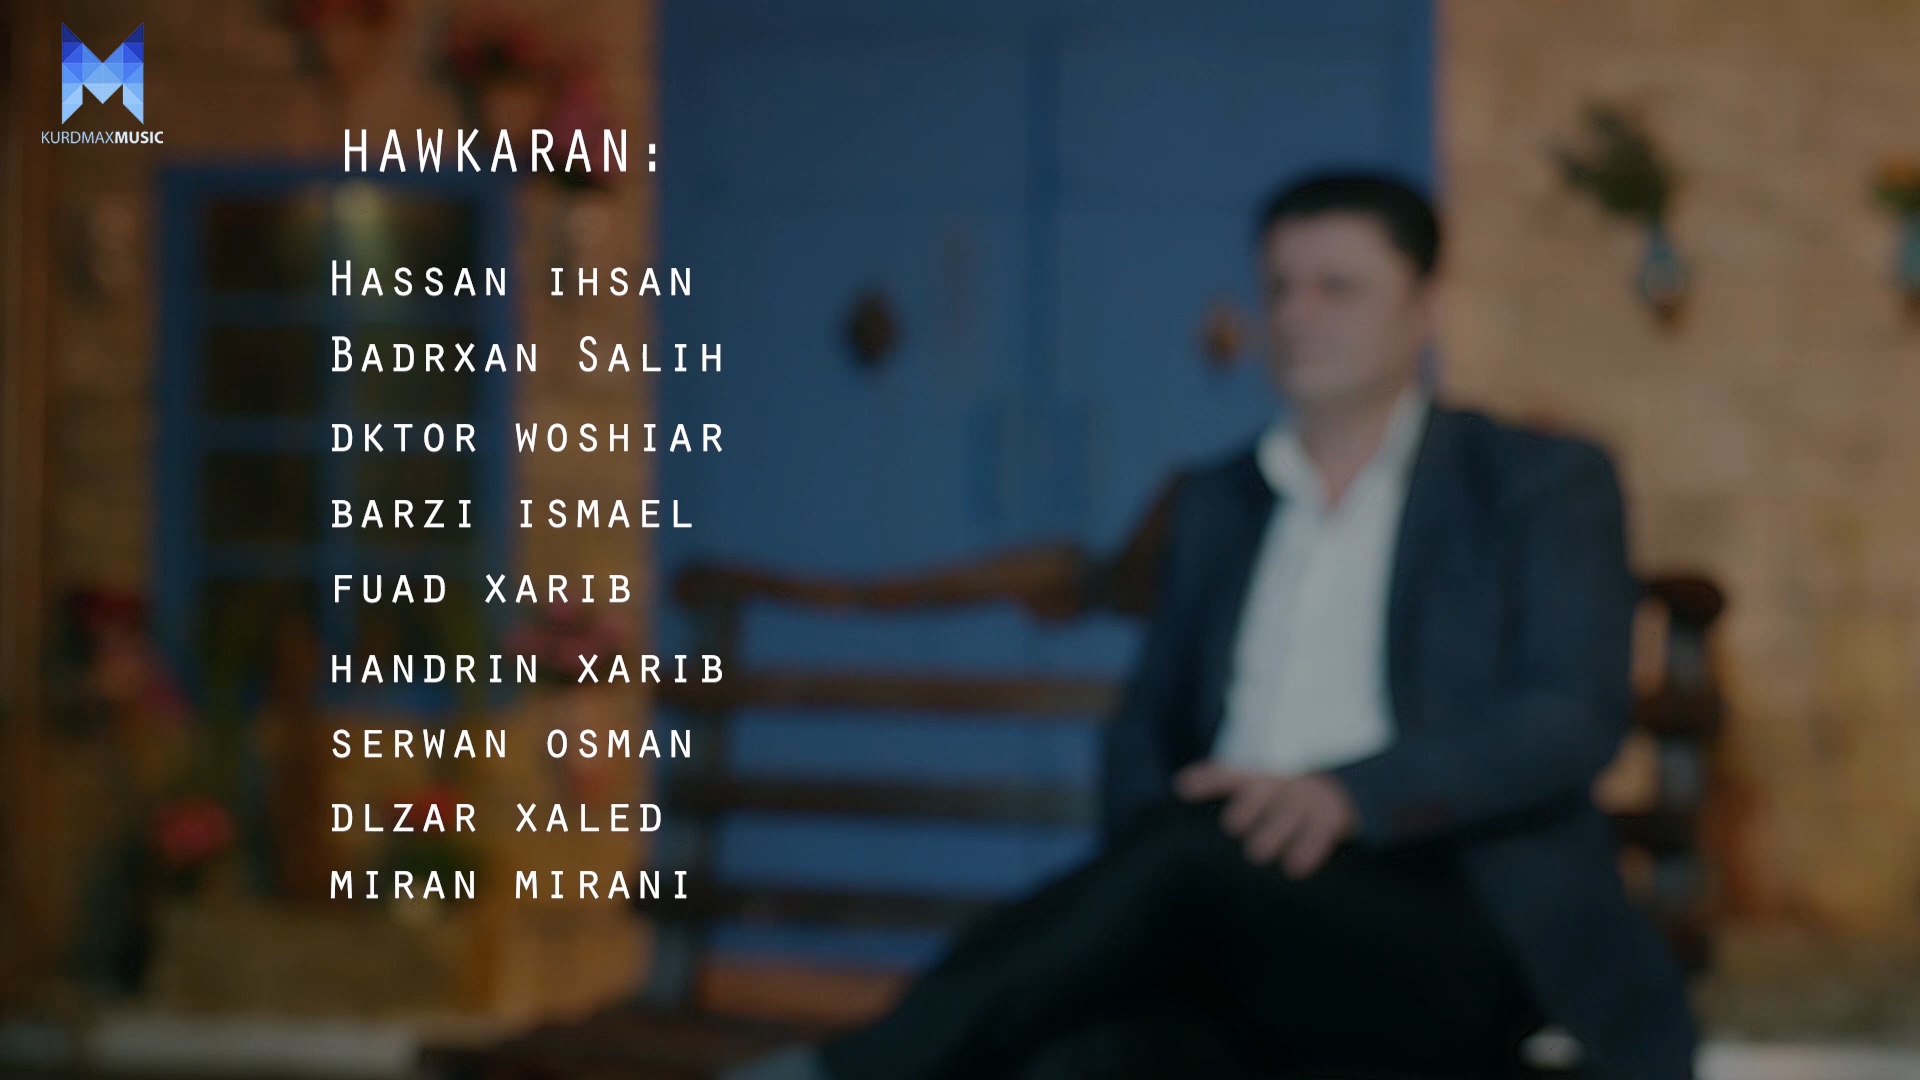 KURDMAXMUSIC
HAWKARAN:
HASSAN IHSAN
BADRXAN SALIH
DKTOR WOSHIAR
BARZI ISMAEL
FUAD XARIB
HANDRIN XARIB
SERWAN OSMAN
DLZAR XALED
MIRAN MIRANI